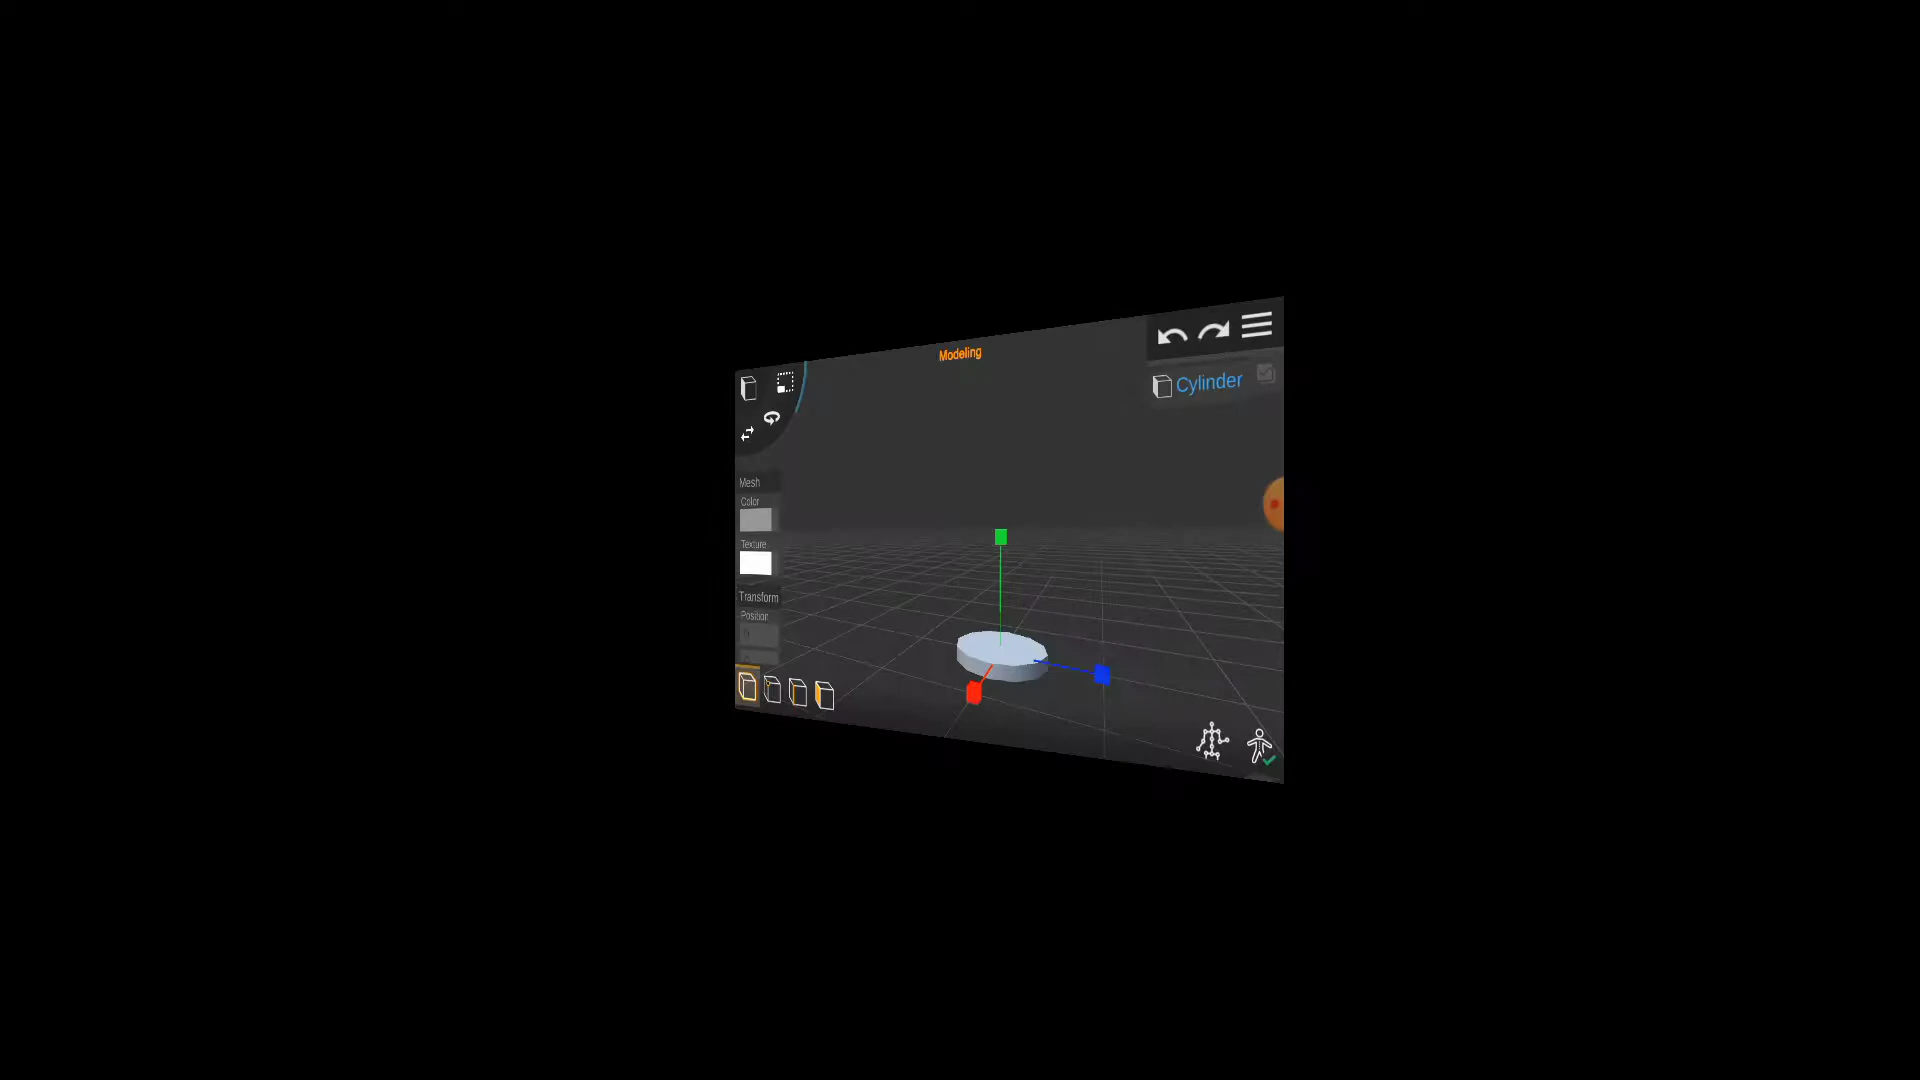 Modeling
Cylinder
Mesh
Color
Texture
Transform
Position